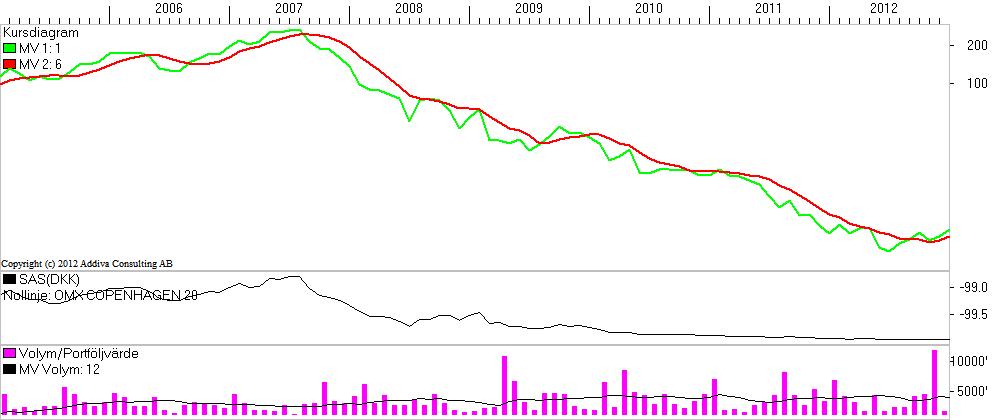 2006 2007 2008 2009 2010 2011 2012
Kursdiagram
MV 1: 1
MV 2: 6
200
100
Copyright (c) 2012 Addiva Consulting AB
SAS(DKK)
Nollinje: OMX COPENHAGEN 20
-99.0
-99.5
Volym/Portföljvärde
MV Volym: 12
10000'
5000'